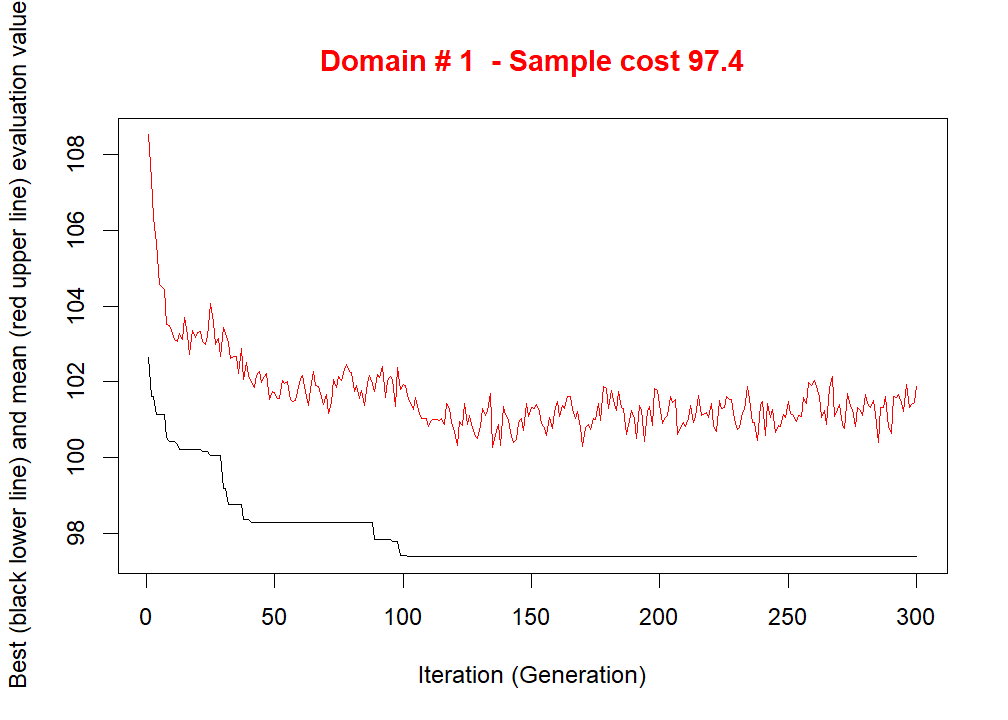 Domain # 1 - Sample cost 97.4
Best (black lower line) and mean (red upper line) evaluation value
108
106
104
102
100
98
0 50 100 150 200 250 300
Iteration (Generation)